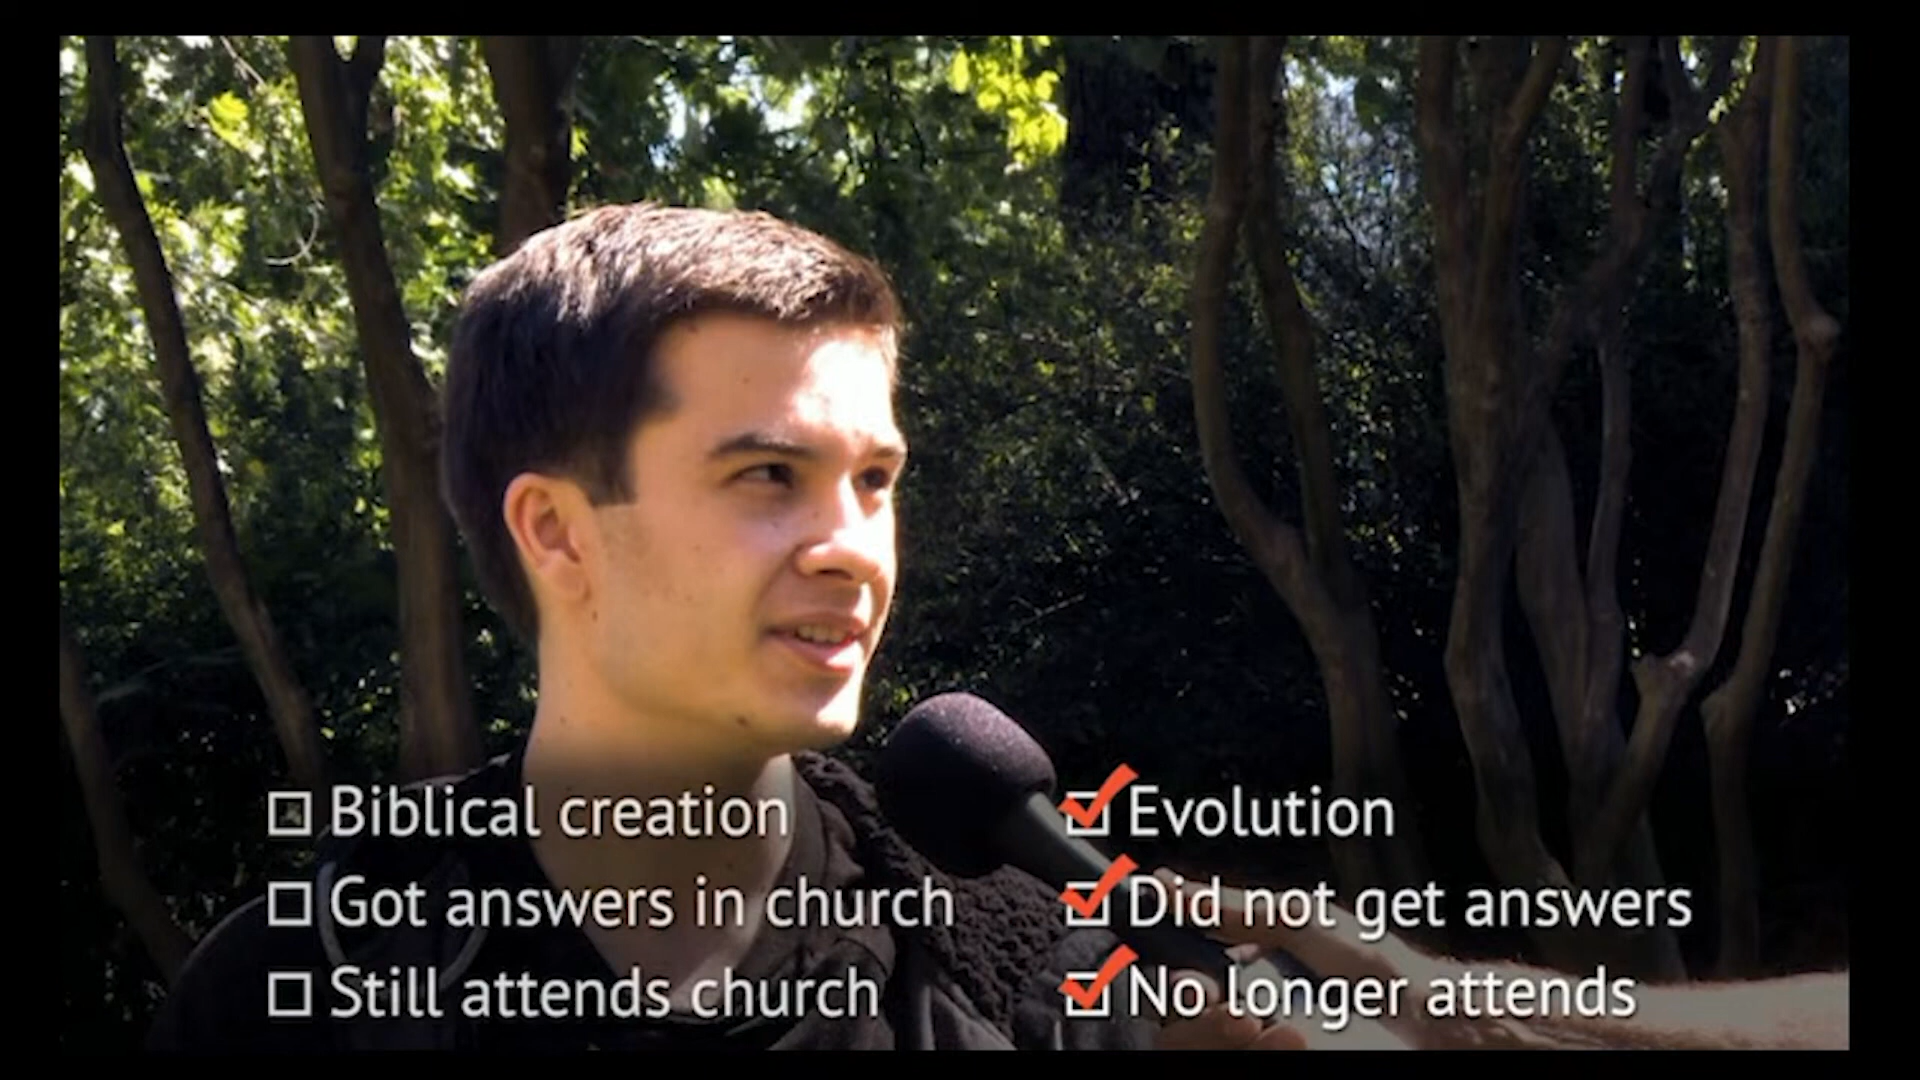 Biblical creation
Got answers in church
Still attends church
Evolution
Did not get answers
No longer attends